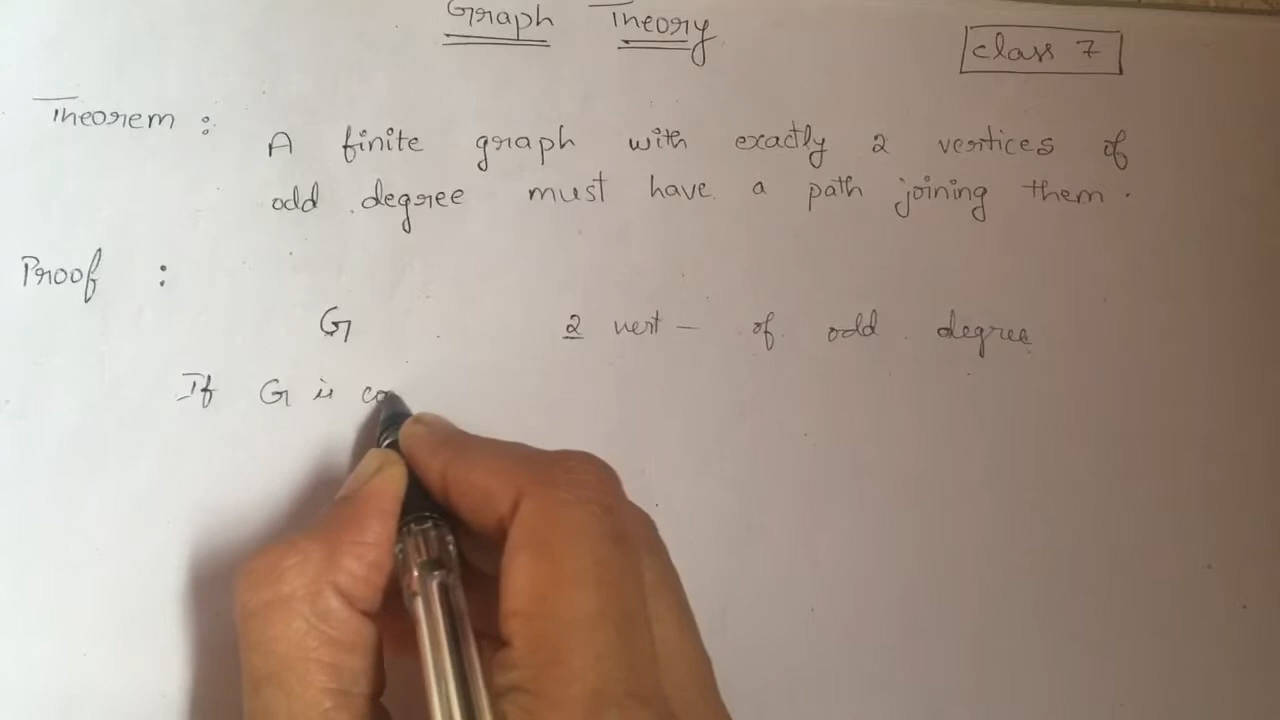 Graph Theory
class 7
Theorem :
A finite graph with exactly 2 vertices of
odd degree must have a path joining them.
Proof :
G 2 vert - of odd degree
If G is co